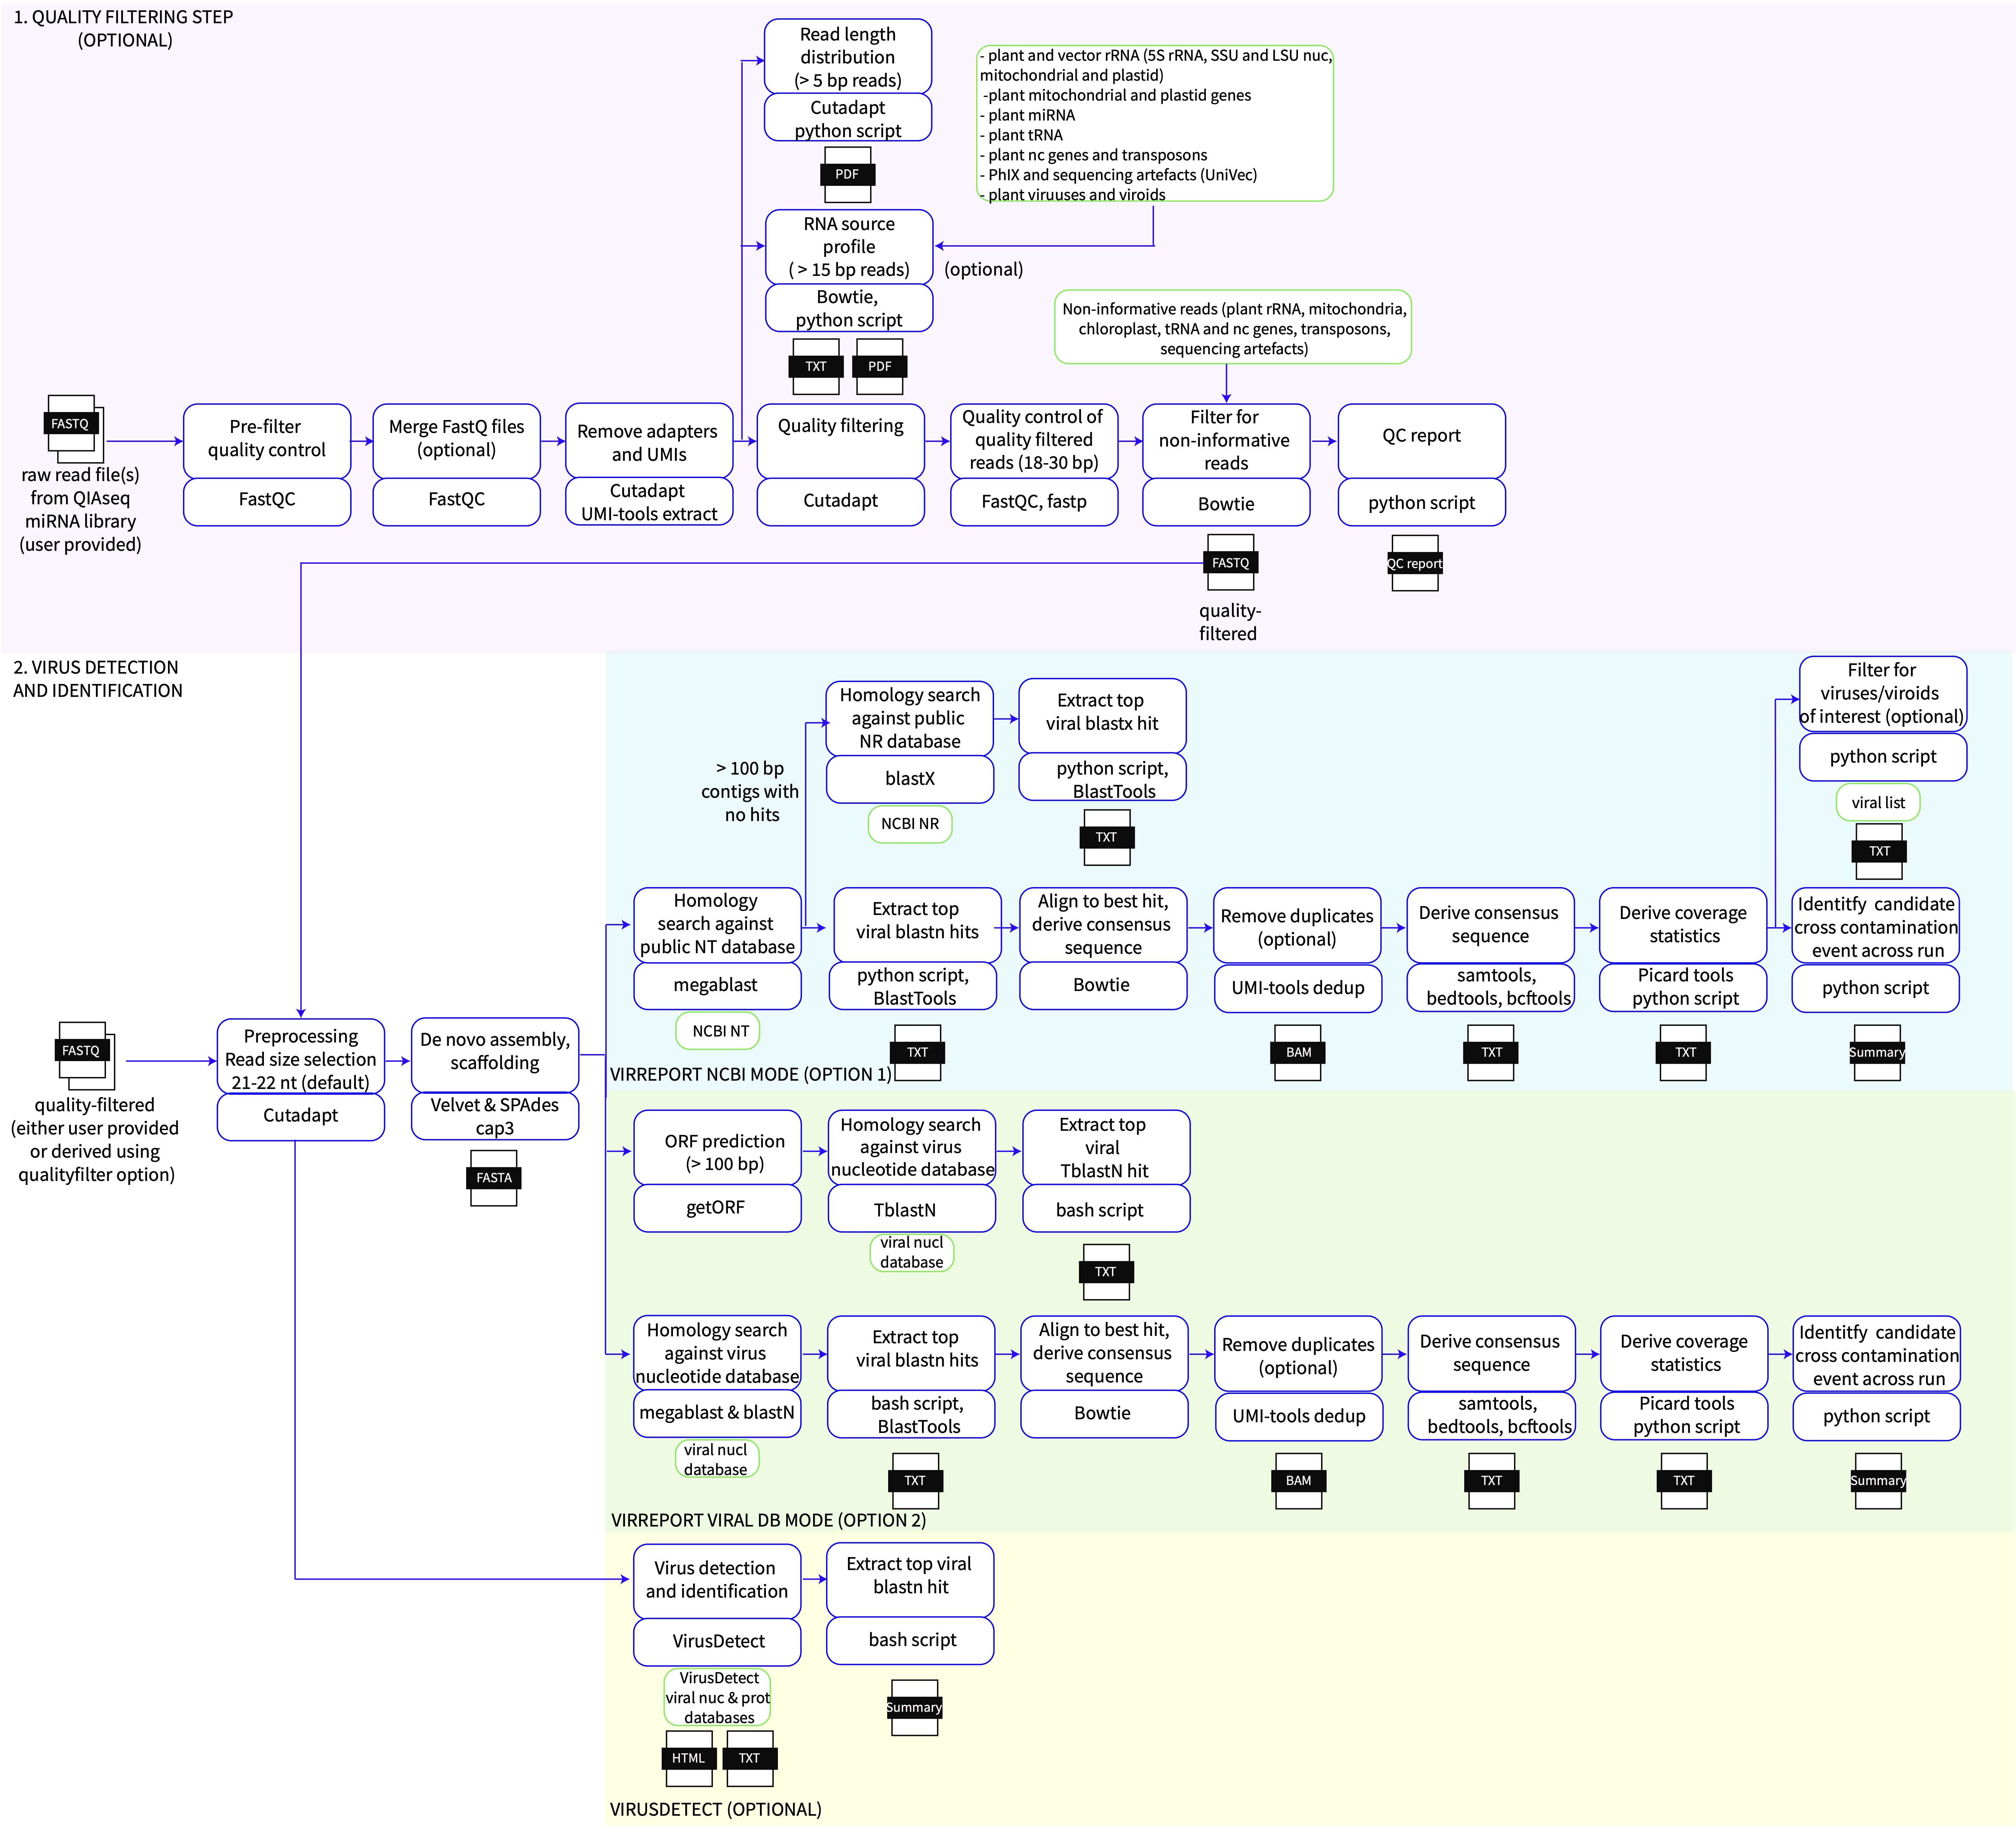 1. QUALITY FILTERING STEP
(OPTIONAL)
Read length
distribution
(> 5 bp reads)
Cutadapt
python script
PDF
- plant and vector rRNA (5S rRNA, SSU and LSU nuc,
mitochondrial and plastid)
-plant mitochondrial and plastid genes
- plant miRNA
- plant tRNA
- plant nc genes and transposons
- PhIX and sequencing artefacts (UniVec)
- plant viruuses and viroids
RNA source
profile
( > 15 bp reads)
Bowtie,
python script
TXT
PDF
(optional)
Non-informative reads (plant rRNA, mitochondria,
chloroplast, tRNA and nc genes, transposons,
sequencing artefacts)
FASTQ
raw read file(s)
from QIAseq
miRNA library
(user provided)
Pre-filter
quality control
FastQC
Merge FastQ files
(optional)
FastQC
Remove adapters
and UMIs
Cutadapt
UMI-tools extract
Quality filtering
Cutadapt
Quality control of
quality filtered
reads (18-30 bp)
FastQC, fastp
Filter for
non-informative
reads
Bowtie
FASTQ
quality-
filtered
QC report
python script
QC report
2. VIRUS DETECTION
AND IDENTIFICATION
FASTQ
quality-filtered
(either user provided
or derived using
qualityfilter option)
Preprocessing
Read size selection
21-22 nt (default)
Cutadapt
De novo assembly,
scaffolding
Velvet & SPAdes
cap3
FASTA
> 100 bp
contigs with
no hits
Homology search
against public
NR database
blastX
NCBI NR
Extract top
viral blastx hit
python script,
BlastTools
TXT
Filter for
viruses/viroids
of interest (optional)
python script
viral list
TXT
Homology
search against
public NT database
megablast
NCBI NT
Extract top
viral blastn hits
python script,
BlastTools
TXT
Align to best hit,
derive consensus
sequence
Bowtie
Remove duplicates
(optional)
UMI-tools dedup
BAM
Derive consensus
sequence
samtools,
bedtools, bcftools
TXT
Derive coverage
statistics
Picard tools
python script
TXT
Identitfy candidate
cross contamination
event across run
python script
Summary
VIRREPORT NCBI MODE (OPTION 1)
ORF prediction
(> 100 bp)
getORF
Homology search
against virus
nucleotide database
TblastN
viral nucl
database
Extract top
viral
TblastN hit
bash script
TXT
Homology search
against virus
nucleotide database
megablast & blastN
viral nucl
database
Extract top
viral blastn hits
bash script,
BlastTools
TXT
Align to best hit,
derive consensus
sequence
Bowtie
Remove duplicates
(optional)
UMI-tools dedup
BAM
Derive consensus
sequence
samtools,
bedtools, bcftools
TXT
Derive coverage
statistics
Picard tools
python script
TXT
Identitfy candidate
cross contamination
event across run
python script
Summary
VIRREPORT VIRAL DB MODE (OPTION 2)
Virus detection
and identification
VirusDetect
VirusDetect
viral nuc & prot
databases
HTML
TXT
Extract top viral
blastn hit
bash script
Summary
VIRUSDETECT (OPTIONAL)